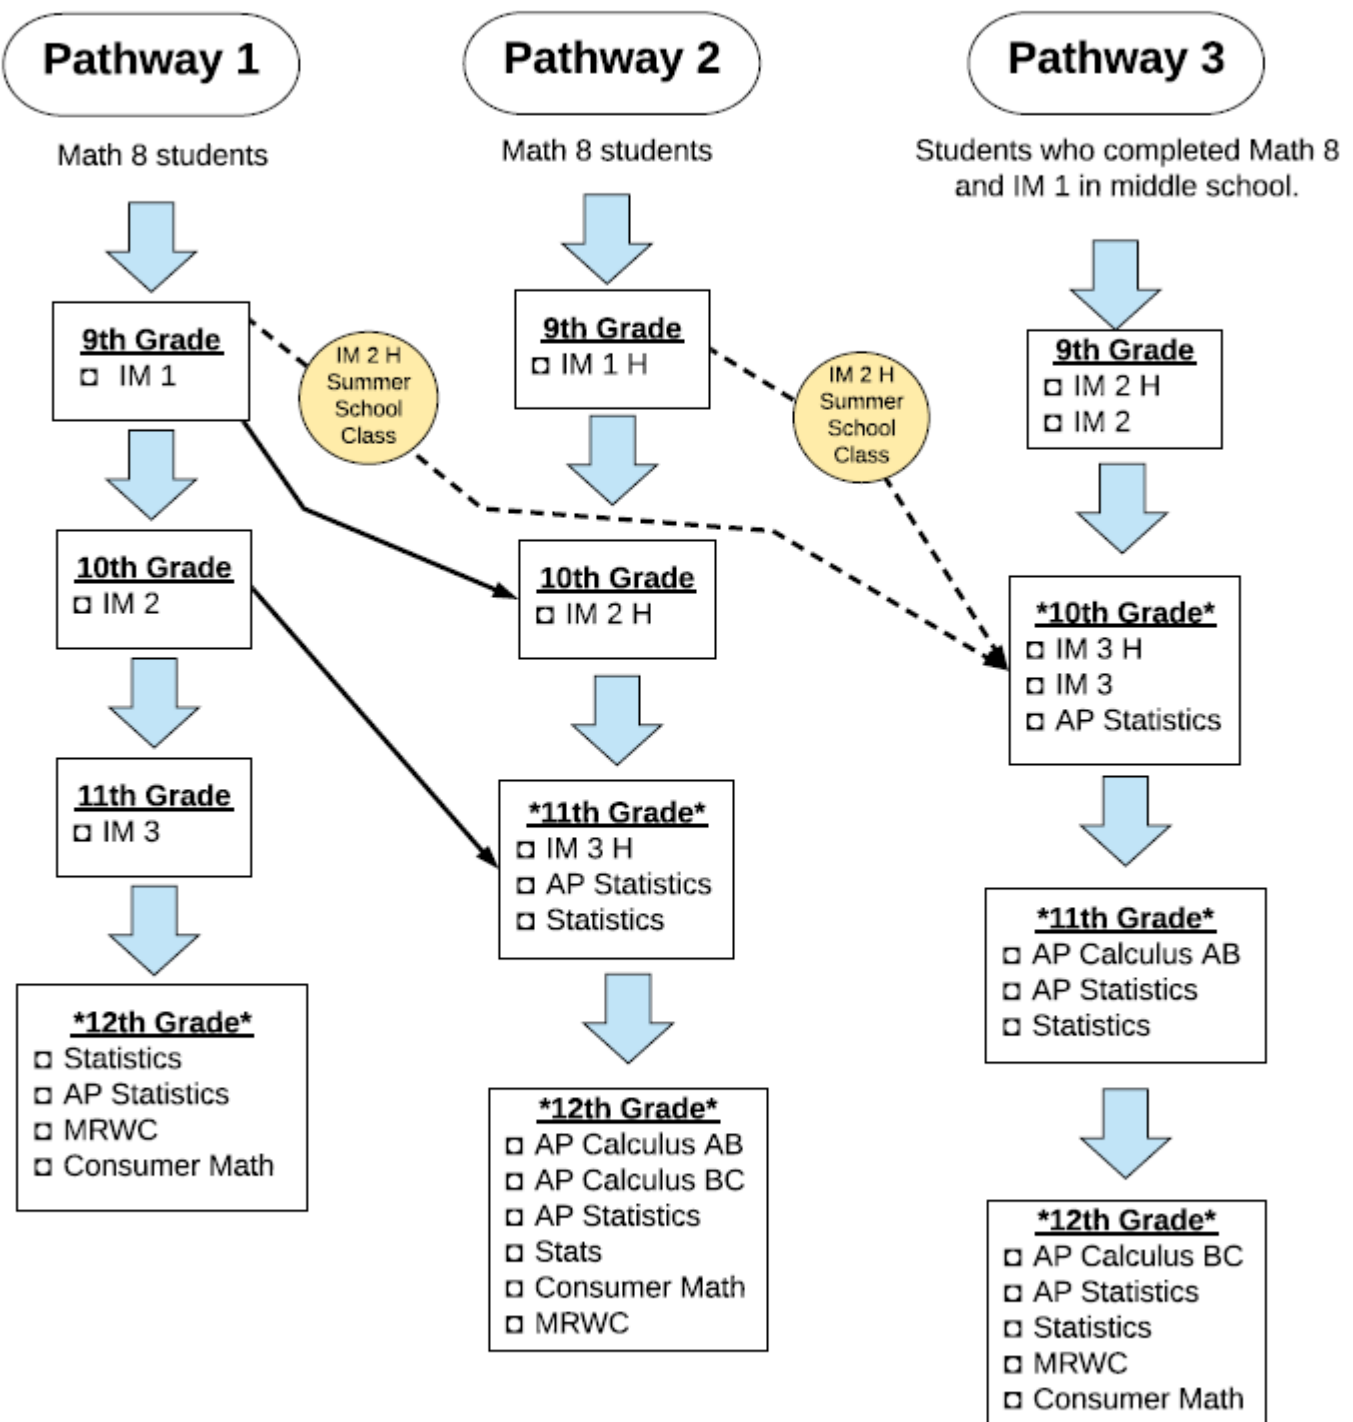 Pathway 1
Math 8 students
9th Grade
IM 1
IM 2 H
Summer
School
Class
10th Grade
IM 2
11th Grade
IM 3
*12th Grade*
Statistics
AP Statistics
MRWC
Consumer Math
Pathway 2
Math 8 students
9th Grade
IM 1 H
IM 2 H
Summer
School
Class
10th Grade
IM 2 H
*11th Grade*
IM 3 H
AP Statistics
Statistics
*12th Grade*
AP Calculus AB
AP Calculus BC
AP Statistics
Stats
Consumer Math
MRWC
Pathway 3
Students who completed Math 8
and IM 1 in middle school.
9th Grade
IM 2 H
IM 2
*10th Grade*
IM 3 H
IM 3
AP Statistics
*11th Grade*
AP Calculus AB
AP Statistics
Statistics
*12th Grade*
AP Calculus BC
AP Statistics
Statistics
MRWC
Consumer Math